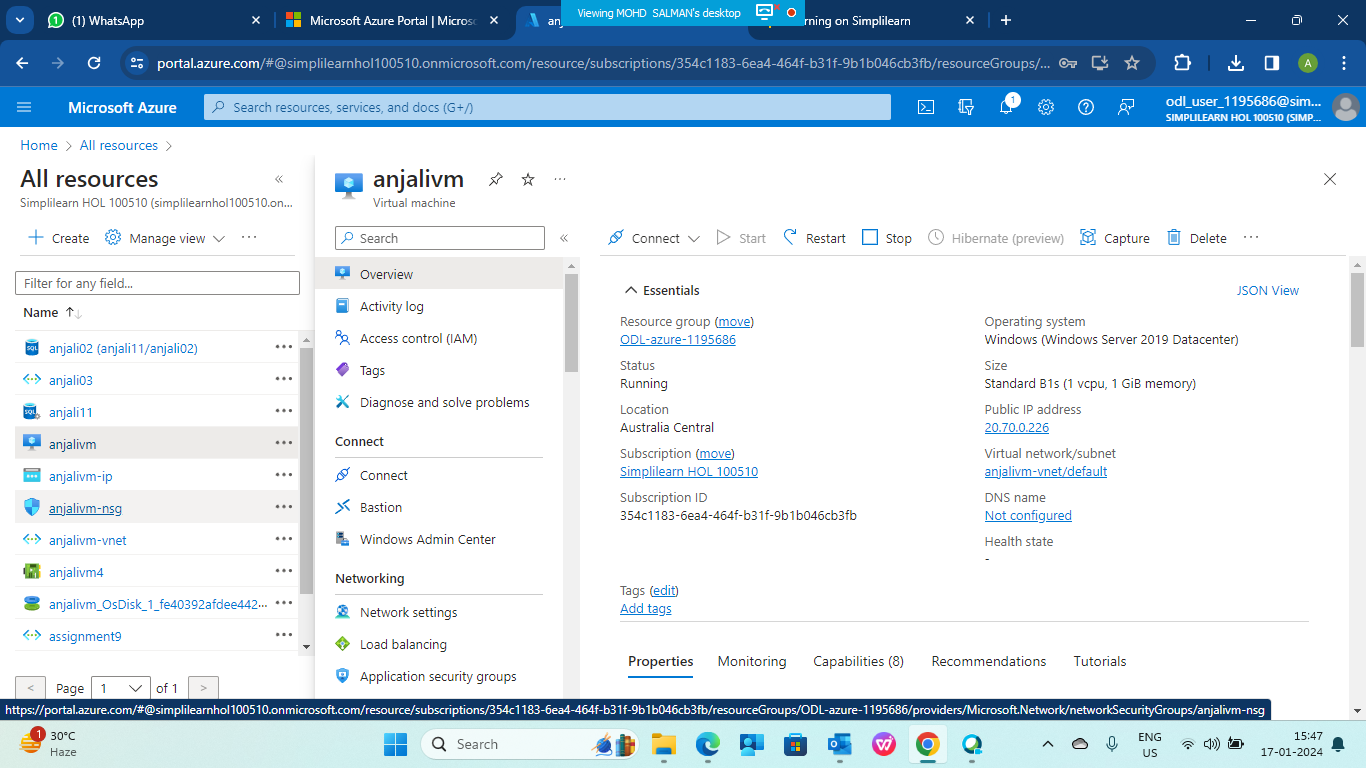 (1) WhatsApp
Microsoft Azure Portal | Micros
an
Viewing MOHD SALMAN's desktop
rning on Simplilearn
portal.azure.com/#@simplilearnhol100510.onmicrosoft.com/resource/subscriptions/354c1183-6ea4-464f-b31f-9b1b046cb3fb/resourceGroups/...
A
Microsoft Azure
Search resources, services, and docs (G+/)
1
odl_user_1195686@sim...
SIMPLILEARN HOL 100510 (SIMP...
Home > All resources >
All resources
Simplilearn HOL 100510 (simplilearnhol100510.on...
Create
Manage view
...
Filter for any field...
Name
anjali02 (anjali11/anjali02)
anjali03
anjali11
anjalivm
anjalivm-ip
anjalivm-nsg
anjalivm-vnet
anjalivm4
anjalivm_OsDisk_1_fe40392afdee442...
assignment9
< Page 1 of 1 >
anjalivm
Virtual machine
Search
Overview
Activity log
Access control (IAM)
Tags
Diagnose and solve problems
Connect
Connect
Bastion
Windows Admin Center
Networking
Network settings
Load balancing
Application security groups
Connect
Start
Restart
Stop
Hibernate (preview)
Capture
Delete
...
Essentials
JSON View
Resource group (move)
ODL-azure-1195686
Status
Running
Location
Australia Central
Subscription (move)
Simplilearn HOL 100510
Subscription ID
354c1183-6ea4-464f-b31f-9b1b046cb3fb
Operating system
Windows (Windows Server 2019 Datacenter)
Size
Standard B1s (1 vcpu, 1 GiB memory)
Public IP address
20.70.0.226
Virtual network/subnet
anjalivm-vnet/default
DNS name
Not configured
Health state
-
Tags (edit)
Add tags
Properties
Monitoring
Capabilities (8)
Recommendations
Tutorials
https://portal.azure.com/#@simplilearnhol100510.onmicrosoft.com/resource/subscriptions/354c1183-6ea4-464f-b31f-9b1b046cb3fb/resourceGroups/ODL-azure-1195686/providers/Microsoft.Network/networkSecurityGroups/anjalivm-nsg
1
30°C
Haze
Search
ENG
US
15:47
17-01-2024